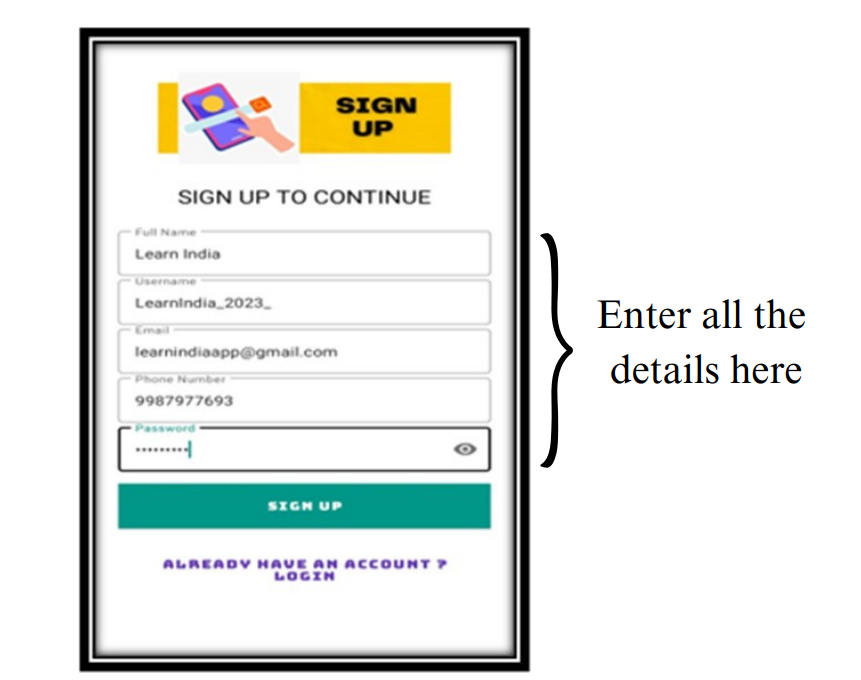 SIGN
UP
SIGN UP TO CONTINUE
Full Name
Learn India
Username
LearnIndia_2023_
Email
learnindiaapp@gmail.com
Phone Number
9987977693
Password
•••••••••
SIGN UP
ALREADY HAVE AN ACCOUNT ?
LOGIN
Enter all the
details here